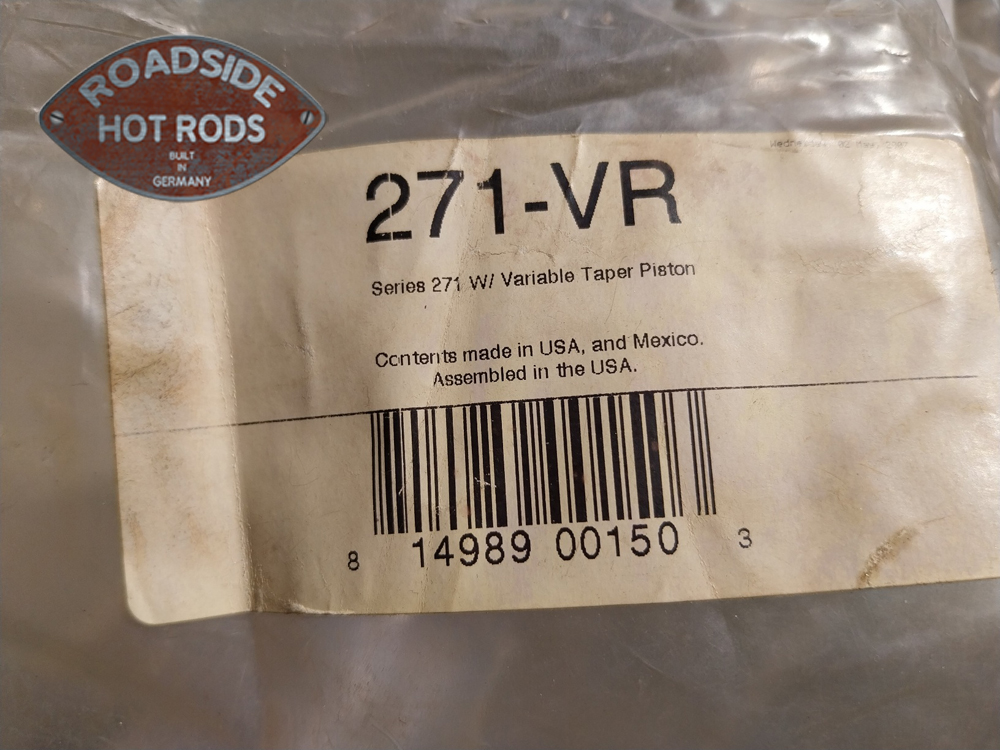 ROADSIDE
HOT RODS
BUILT
IN
GERMANY
271-VR
Series 271 W/ Variable Taper Piston
Contents made in USA, and Mexico.
Assembled in the USA.
8 14989 00150 3